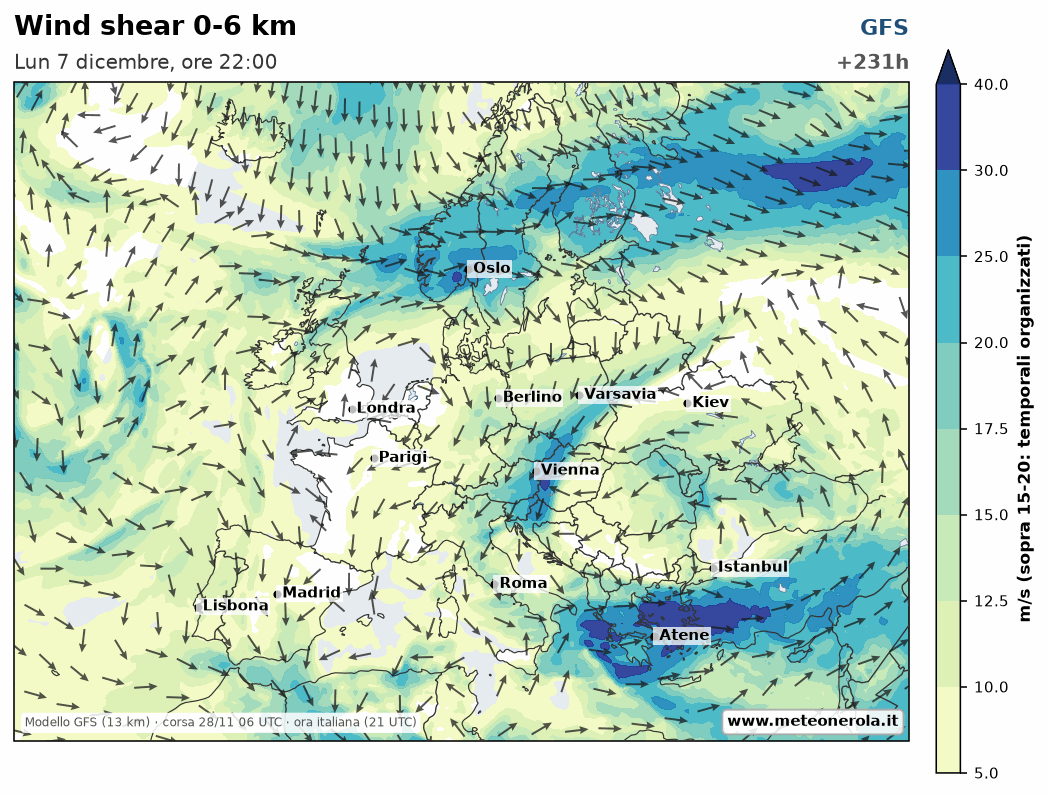 Wind shear 0-6 km
GFS
Lun 7 dicembre, ore 22:00
+231h
40.0
30.0
25.0
20.0
17.5
15.0
12.5
10.0
5.0
m/s (sopra 15-20: temporali organizzati)
Oslo
Berlino
Varsavia
Kiev
Londra
Parigi
Vienna
Istanbul
Roma
Madrid
Lisbona
Atene
Modello GFS (13 km) · corsa 28/11 06 UTC · ora italiana (21 UTC)
www.meteonerola.it